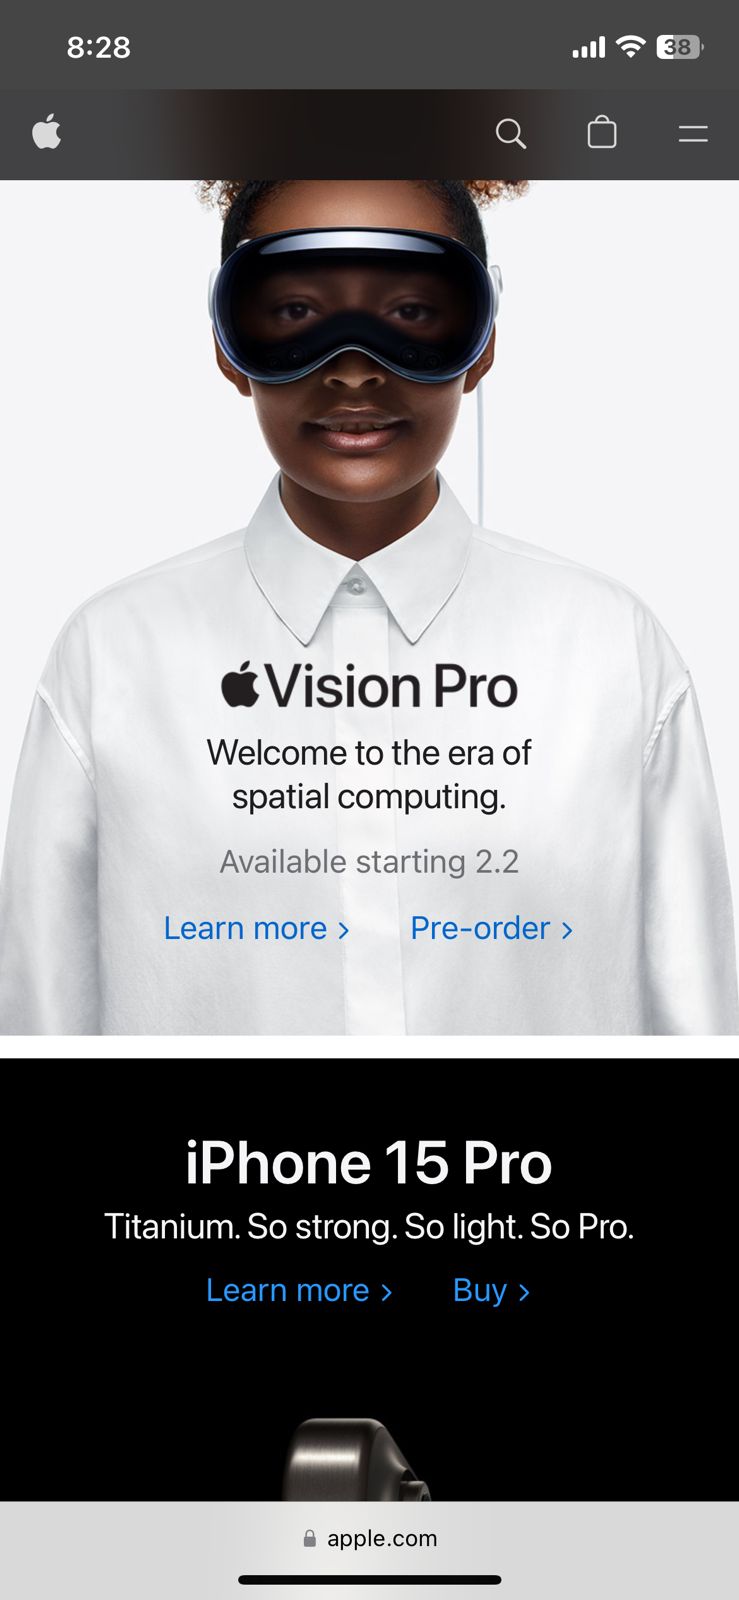 8:28
38
Vision Pro
Welcome to the era of
spatial computing.
Available starting 2.2
Learn more > Pre-order >
iPhone 15 Pro
Titanium. So strong. So light. So Pro.
Learn more > Buy >
apple.com